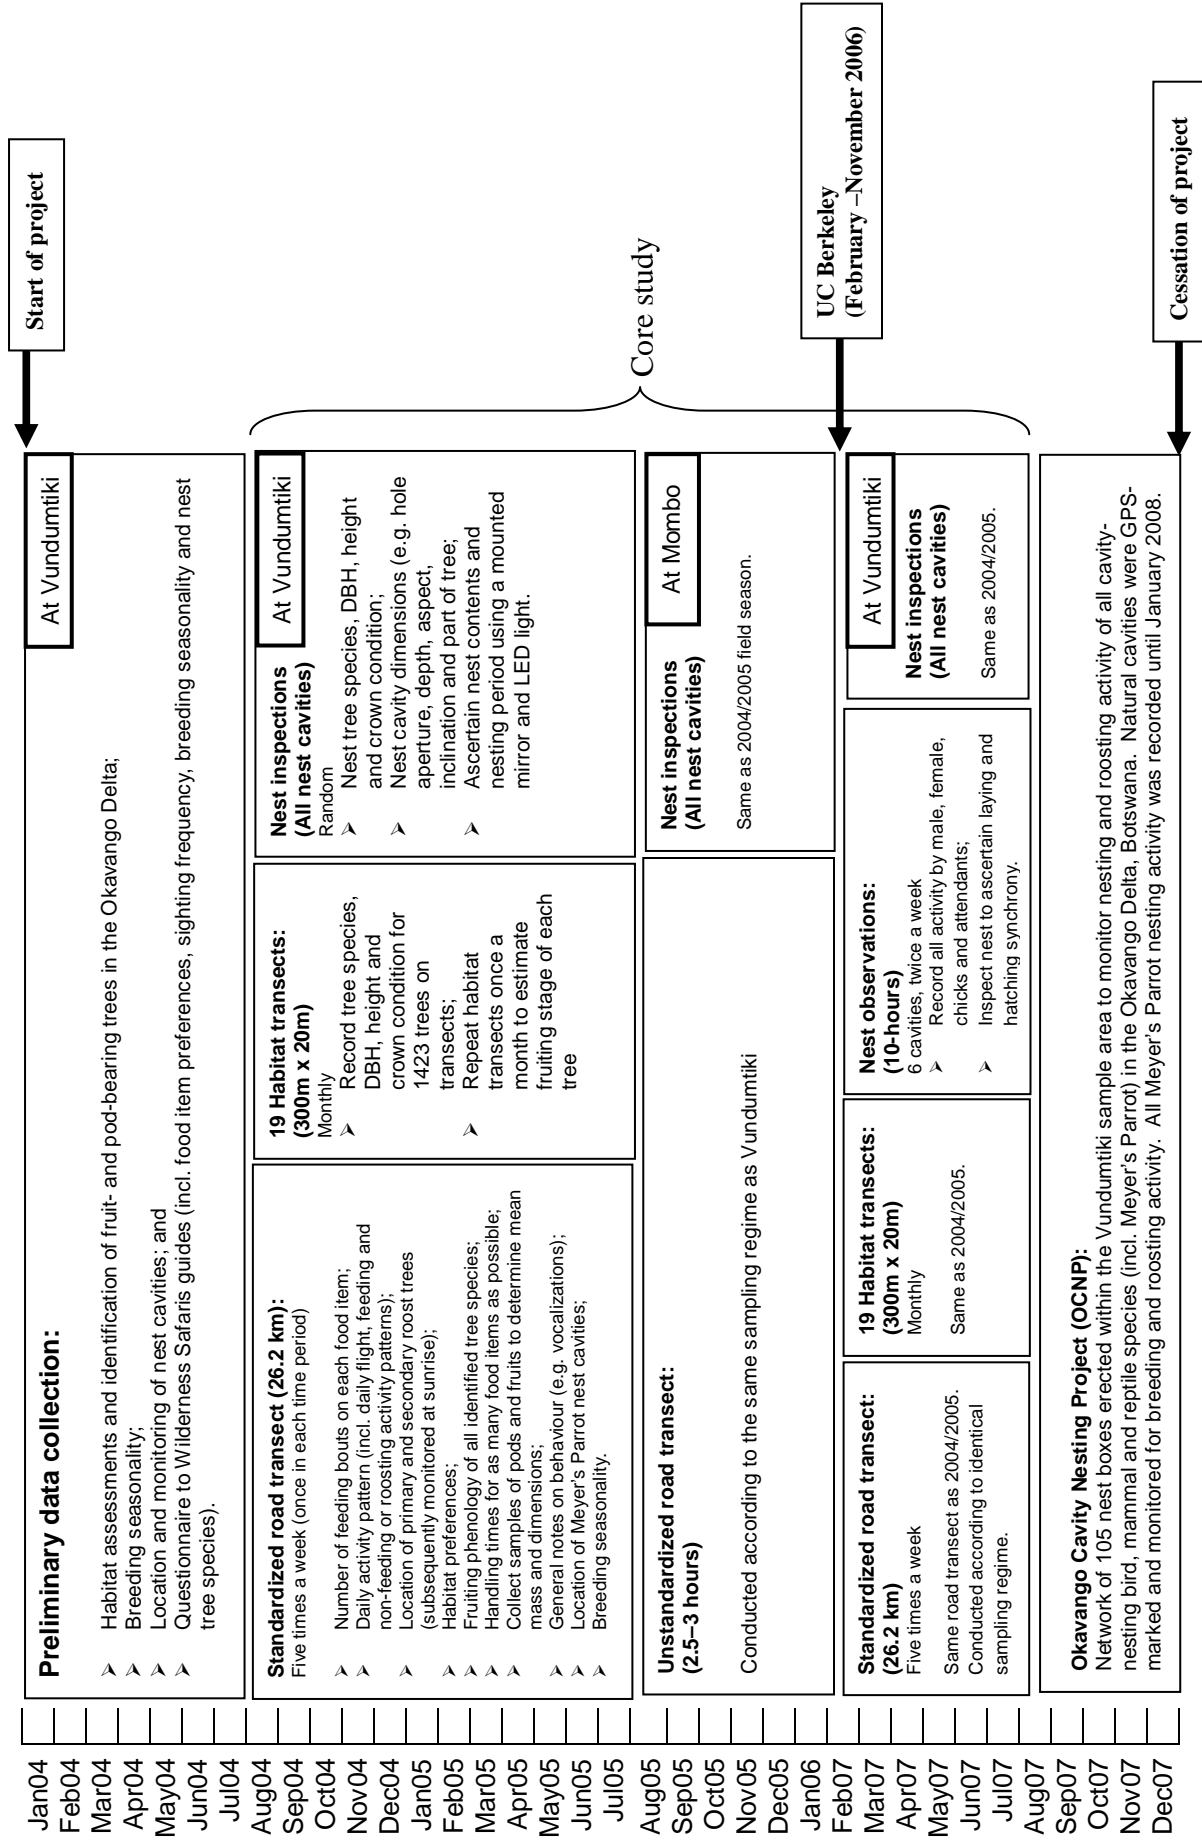 Start of project
UC Berkeley
(February –November 2006)
Cessation of project
Core study
Jan04
Feb04
Mar04
Apr04
May04
Jun04
Jul04
Aug04
Sep04
Oct04
Nov04
Dec04
Jan05
Feb05
Mar05
Apr05
May05
Jun05
Jul05
Aug05
Sep05
Oct05
Nov05
Dec05
Jan06
Feb07
Mar07
Apr07
May07
Jun07
Jul07
Aug07
Sep07
Oct07
Nov07
Dec07
Preliminary data collection:
At Vundumtiki
➢ Habitat assessments and identification of fruit- and pod-bearing trees in the Okavango Delta;
➢ Breeding seasonality;
➢ Location and monitoring of nest cavities; and
➢ Questionnaire to Wilderness Safaris guides (incl. food item preferences, sighting frequency, breeding seasonality and nest
tree species).
Standardized road transect (26.2 km):
Five times a week (once in each time period)
➢ Number of feeding bouts on each food item;
➢ Daily activity pattern (incl. daily flight, feeding and
non-feeding or roosting activity patterns);
➢ Location of primary and secondary roost trees
(subsequently monitored at sunrise);
➢ Habitat preferences;
➢ Fruiting phenology of all identified tree species;
➢ Handling times for as many food items as possible;
➢ Collect samples of pods and fruits to determine mean
mass and dimensions;
➢ General notes on behaviour (e.g. vocalizations);
➢ Location of Meyer's Parrot nest cavities;
➢ Breeding seasonality.
19 Habitat transects:
(300m x 20m)
Monthly
➢ Record tree species,
DBH, height and
crown condition for
1423 trees on
transects;
➢ Repeat habitat
transects once a
month to estimate
fruiting stage of each
tree
At Vundumtiki
Nest inspections
(All nest cavities)
Random
➢ Nest tree species, DBH, height
and crown condition;
➢ Nest cavity dimensions (e.g. hole
aperture, depth, aspect,
inclination and part of tree;
➢ Ascertain nest contents and
nesting period using a mounted
mirror and LED light.
Unstandardized road transect:
(2.5–3 hours)
Conducted according to the same sampling regime as Vundumtiki
At Mombo
Nest inspections
(All nest cavities)
Same as 2004/2005 field season.
Standardized road transect:
(26.2 km)
Five times a week
Same road transect as 2004/2005.
Conducted according to identical
sampling regime.
19 Habitat transects:
(300m x 20m)
Monthly
Same as 2004/2005.
Nest observations:
(10-hours)
6 cavities, twice a week
➢ Record all activity by male, female,
chicks and attendants;
➢ Inspect nest to ascertain laying and
hatching synchrony.
At Vundumtiki
Nest inspections
(All nest cavities)
Same as 2004/2005.
Okavango Cavity Nesting Project (OCNP):
Network of 105 nest boxes erected within the Vundumtiki sample area to monitor nesting and roosting activity of all cavity-
nesting bird, mammal and reptile species (incl. Meyer's Parrot) in the Okavango Delta, Botswana. Natural cavities were GPS-
marked and monitored for breeding and roosting activity. All Meyer's Parrot nesting activity was recorded until January 2008.